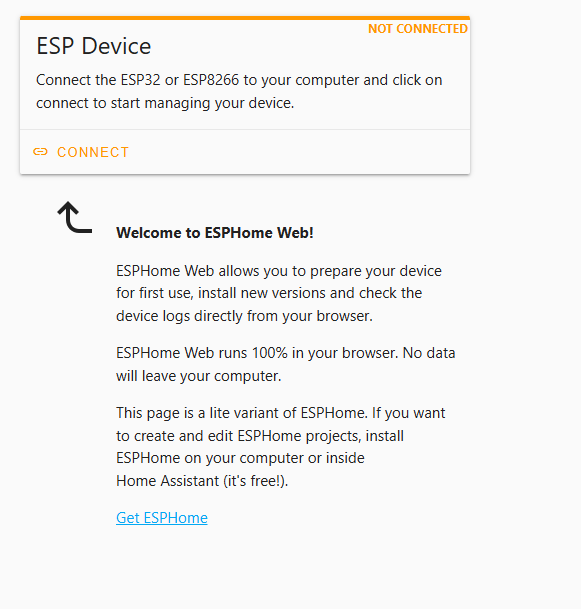 NOT CONNECTED
ESP Device
Connect the ESP32 or ESP8266 to your computer and click on
connect to start managing your device.
CONNECT
Welcome to ESPHome Web!
ESPHome Web allows you to prepare your device
for first use, install new versions and check the
device logs directly from your browser.
ESPHome Web runs 100% in your browser. No data
will leave your computer.
This page is a lite variant of ESPHome. If you want
to create and edit ESPHome projects, install
ESPHome on your computer or inside
Home Assistant (it's free!).
Get ESPHome